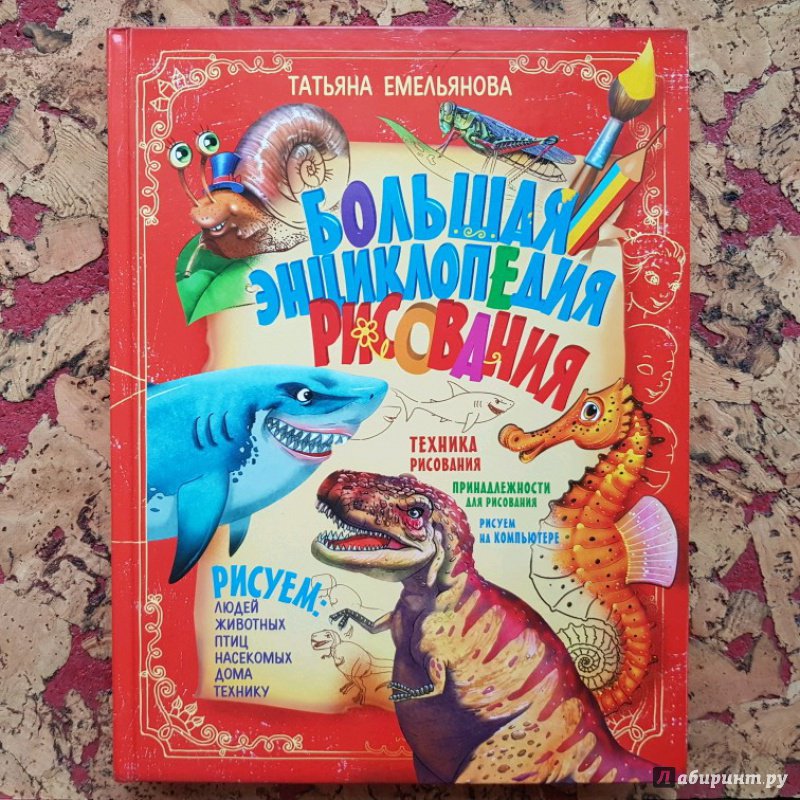 ТАТЬЯНА ЕМЕЛЬЯНОВА
БОЛЬШАЯ
ЭНЦИКЛОПЕДИЯ
РИСОВАНИЯ
ТЕХНИКА
РИСОВАНИЯ
ПРИНАДЛЕЖНОСТИ
ДЛЯ РИСОВАНИЯ
РИСУЕМ
НА КОМПЬЮТЕРЕ
РИСУЕМ:
ЛЮДЕЙ
ЖИВОТНЫХ
ПТИЦ
НАСЕКОМЫХ
ДОМА
ТЕХНИКУ
Лабиринт.ру